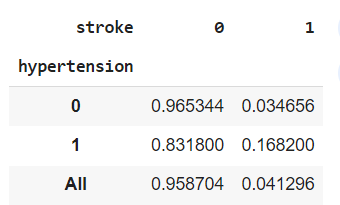 stroke 0 1
hypertension
0 0.965344 0.034656
1 0.831800 0.168200
All 0.958704 0.041296